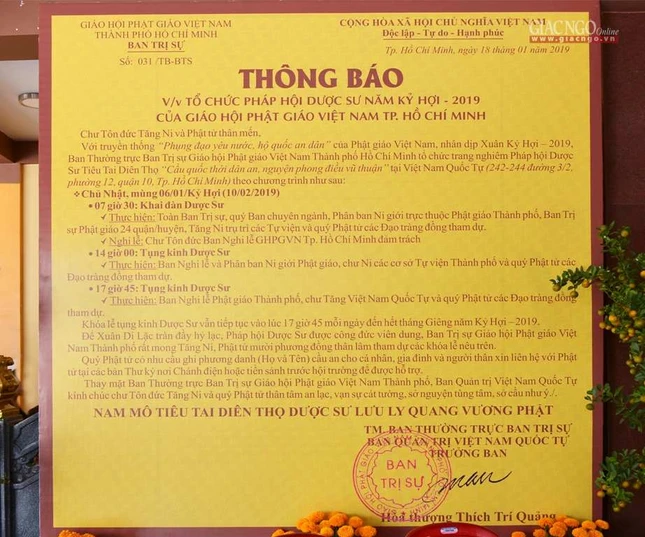 GIÁO HỘI PHẬT GIÁO VIỆT NAM
THÀNH PHỐ HỒ CHÍ MINH
BAN TRỊ SỰ
Số: 031 /TB-BTS
CỘNG HÒA XÃ HỘI CHỦ NGHĨA VIỆT NAM
Độc lập - Tự do - Hạnh phúc
Tp. Hồ Chí Minh, ngày 18 tháng 01 năm 2019
GIACNGO Online
www.giacngo.vn
THÔNG BÁO
V/v TỔ CHỨC PHÁP HỘI DƯỢC SƯ NĂM KỶ HỢI - 2019
CỦA GIÁO HỘI PHẬT GIÁO VIỆT NAM TP. HỒ CHÍ MINH
Chư Tôn đức Tăng Ni và Phật tử thân mến,
Với truyền thống "Phụng đạo yêu nước, hộ quốc an dân" của Phật giáo Việt Nam, nhân dịp Xuân Kỷ Hợi – 2019,
Ban Thường trực Ban Trị sự Giáo hội Phật giáo Việt Nam Thành phố Hồ Chí Minh tổ chức trang nghiêm Pháp hội Dược
Sư Tiêu Tai Diên Thọ "Cầu quốc thới dân an, nguyện phong điều vũ thuận" tại Việt Nam Quốc Tự (242-244 đường 3/2,
phường 12, quận 10, Tp. Hồ Chí Minh) theo chương trình như sau:
❖Chủ Nhật, mùng 06/01/Kỷ Hợi (10/02/2019)
• 07 giờ 30: Khai đàn Dược Sư
✓ Thực hiện: Toàn Ban Trị sự, quý Ban chuyên ngành, Phân ban Ni giới trực thuộc Phật giáo Thành phố, Ban Trị
sự Phật giáo 24 quận/huyện, Tăng Ni trụ trì các Tự viện và quý Phật tử các Đạo tràng đồng tham dự.
✓ Nghi lễ: Chư Tôn đức Ban Nghi lễ GHPGVN Tp. Hồ Chí Minh đảm trách
• 14 giờ 00: Tụng kinh Dược Sư
✓ Thực hiện: Ban Nghi lễ và Phân ban Ni giới Phật giáo, chư Ni các cơ sở Tự viện Thành phố và quý Phật tử các
Đạo tràng đồng tham dự.
• 17 giờ 45: Tụng kinh Dược Sư
✓ Thực hiện: Ban Nghi lễ Phật giáo Thành phố, chư Tăng Việt Nam Quốc Tự và quý Phật tử các Đạo tràng đồng
tham dự.
Khóa lễ tụng kinh Dược Sư vẫn tiếp tục vào lúc 17 giờ 45 mỗi ngày đến hết tháng Giêng năm Kỷ Hợi – 2019.
Để Xuân Di Lặc tràn đầy hỷ lạc, Pháp hội Dược Sư được công đức viên dung, Ban Trị sự Giáo hội Phật giáo Việt
Nam Thành phố rất mong Tăng Ni, Phật tử mười phương đồng thân lâm tham dự các khóa lễ nêu trên.
Quý Phật tử có nhu cầu ghi phương danh (Họ và Tên) cầu an cho cá nhân, gia đình và người thân xin liên hệ với Phật
tử tại các bàn Thư ký nơi Chánh điện hoặc tiền sảnh trước hội trường để được hỗ trợ.
Thay mặt Ban Thường trực Ban Trị sự Giáo hội Phật giáo Việt Nam Thành phố, Ban Quản trị Việt Nam Quốc Tự
kính chúc chư Tôn đức Tăng Ni và quý Phật tử thân tâm an lạc, vạn sự cát tường, sở nguyện tùng tâm, sở cầu như ý./.
NAM MÔ TIÊU TAI DIÊN THỌ DƯỢC SƯ LƯU LY QUANG VƯƠNG PHẬT
TM. BAN THƯỜNG TRỰC BAN TRỊ SỰ
BAN QUẢN TRỊ VIỆT NAM QUỐC TỰ
TRƯỞNG BAN
BAN
TRỊ SỰ
Hòa thượng Thích Trí Quảng